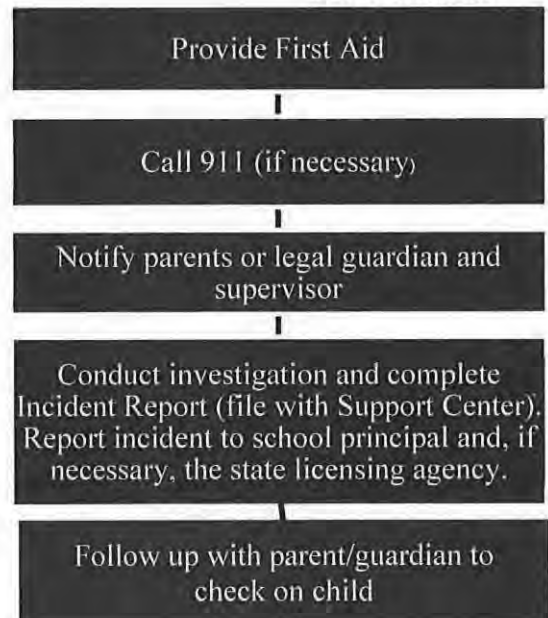 Provide First Aid
Call 911 (if necessary)
Notify parents or legal guardian and
supervisor
Conduct investigation and complete
Incident Report (file with Support Center).
Report incident to school principal and, if
necessary, the state licensing agency.
Follow up with parent/guardian to
check on child